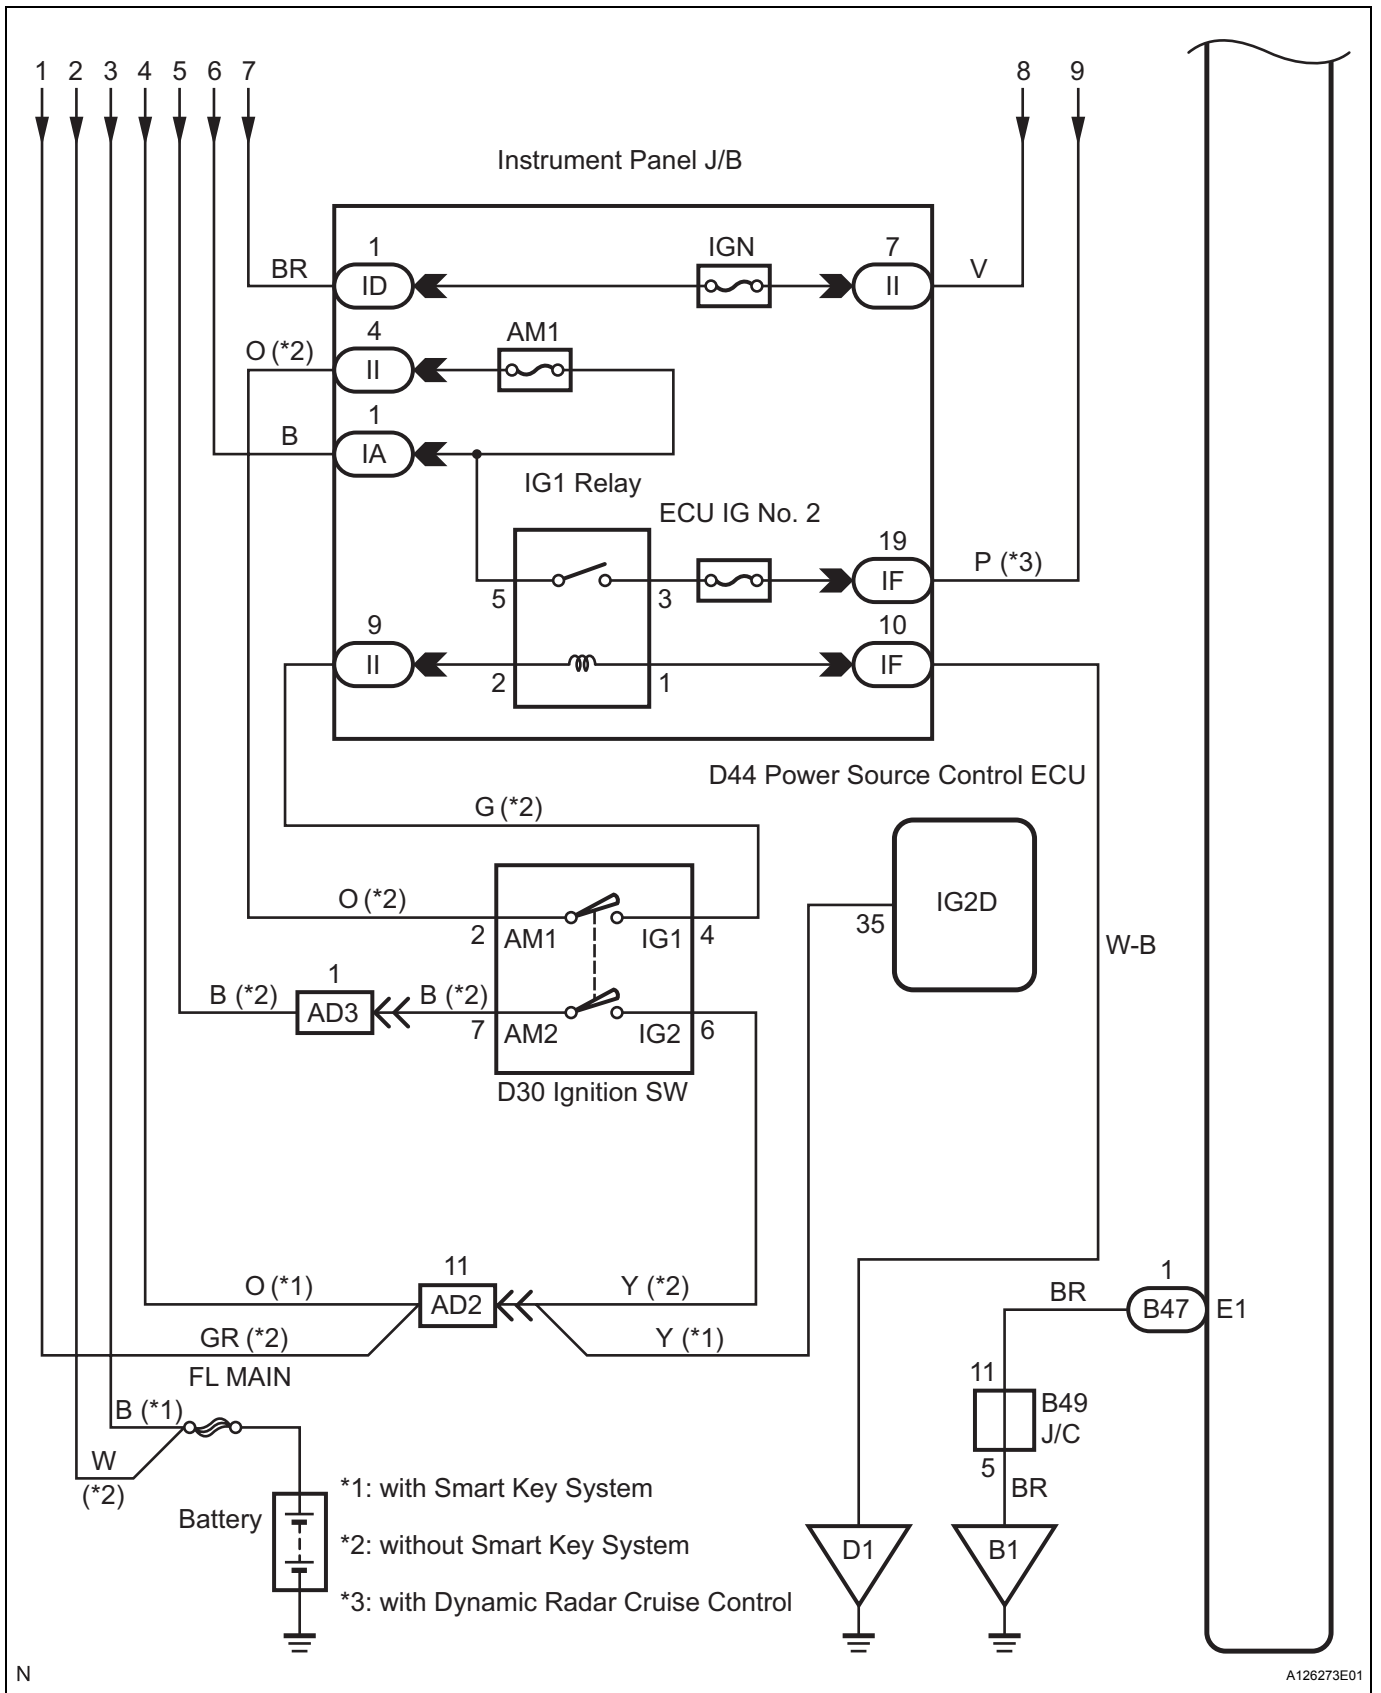 1 2 3 4 5 6 7 8 9
Instrument Panel J/B
1 IGN 7
BR ID II V
4 AM1
O (*2) II
1
B IA
IG1 Relay
ECU IG No. 2
19
5 3 IF P (*3)
9 10
II 2 1 IF
D44 Power Source Control ECU
G (*2)
O (*2) IG2D
2 AM1 IG1 4 35
W-B
1
B (*2) AD3 B (*2)
7 AM2 IG2 6
D30 Ignition SW
11 1
O (*1) AD2 Y (*2) BR B47 E1
GR (*2) Y (*1)
FL MAIN 11
B (*1) B49
J/C
W 5
(*2) BR
*1: with Smart Key System
Battery
*2: without Smart Key System D1 B1
*3: with Dynamic Radar Cruise Control
N A126273E01